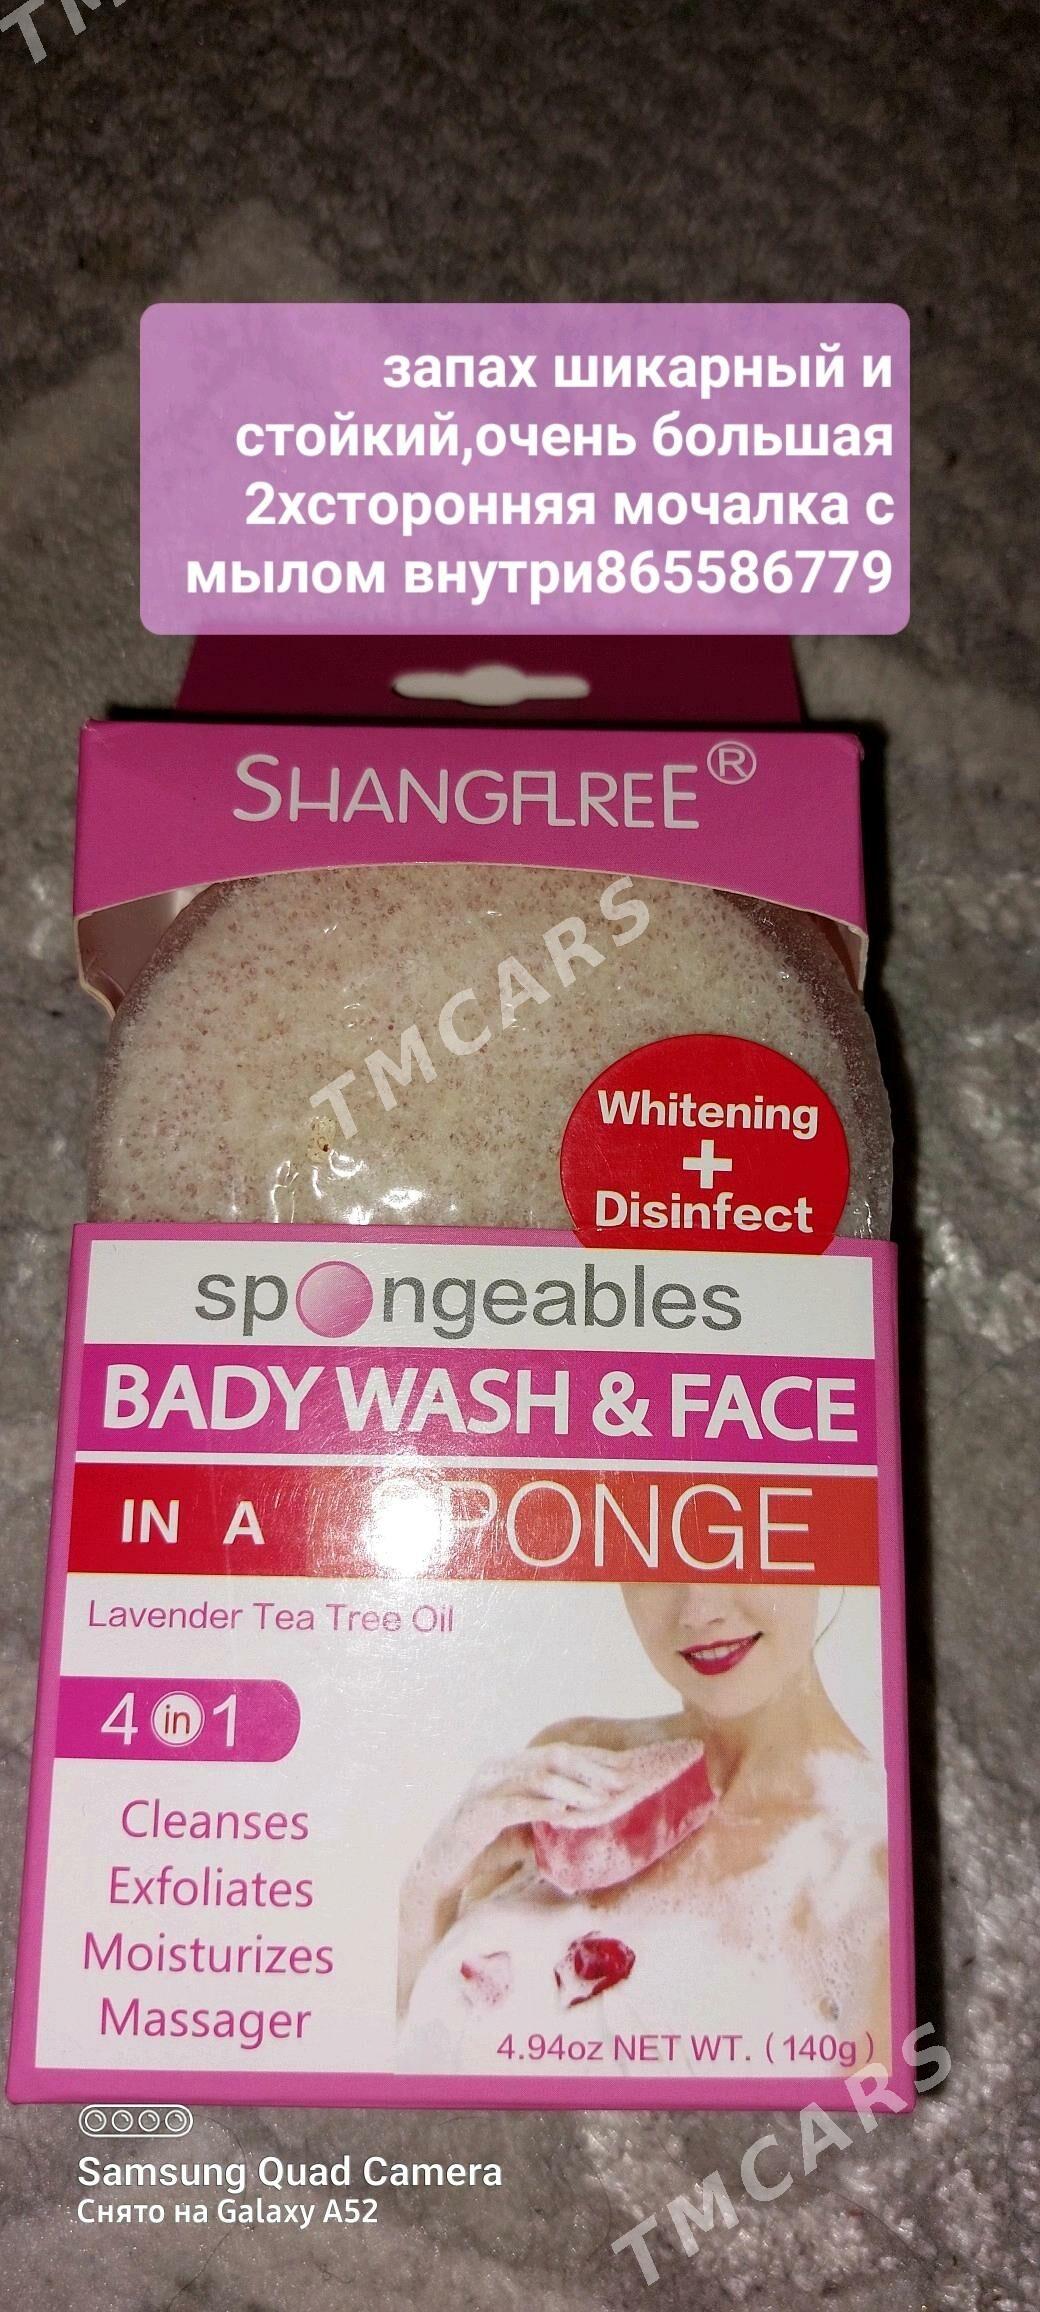 запах шикарный и
стойкий,очень большая
2хсторонняя мочалка с
мылом внутри865586779
SHANGFLREE®
TMCARS
Whitening
+
Disinfect
spongeables
BADY WASH & FACE
IN A SPONGE
Lavender Tea Tree Oil
4 in 1
Cleanses
Exfoliates
Moisturizes
Massager
4.94oz NET WT. (140g)
TMCARS
Samsung Quad Camera
Снято на Galaxy A52